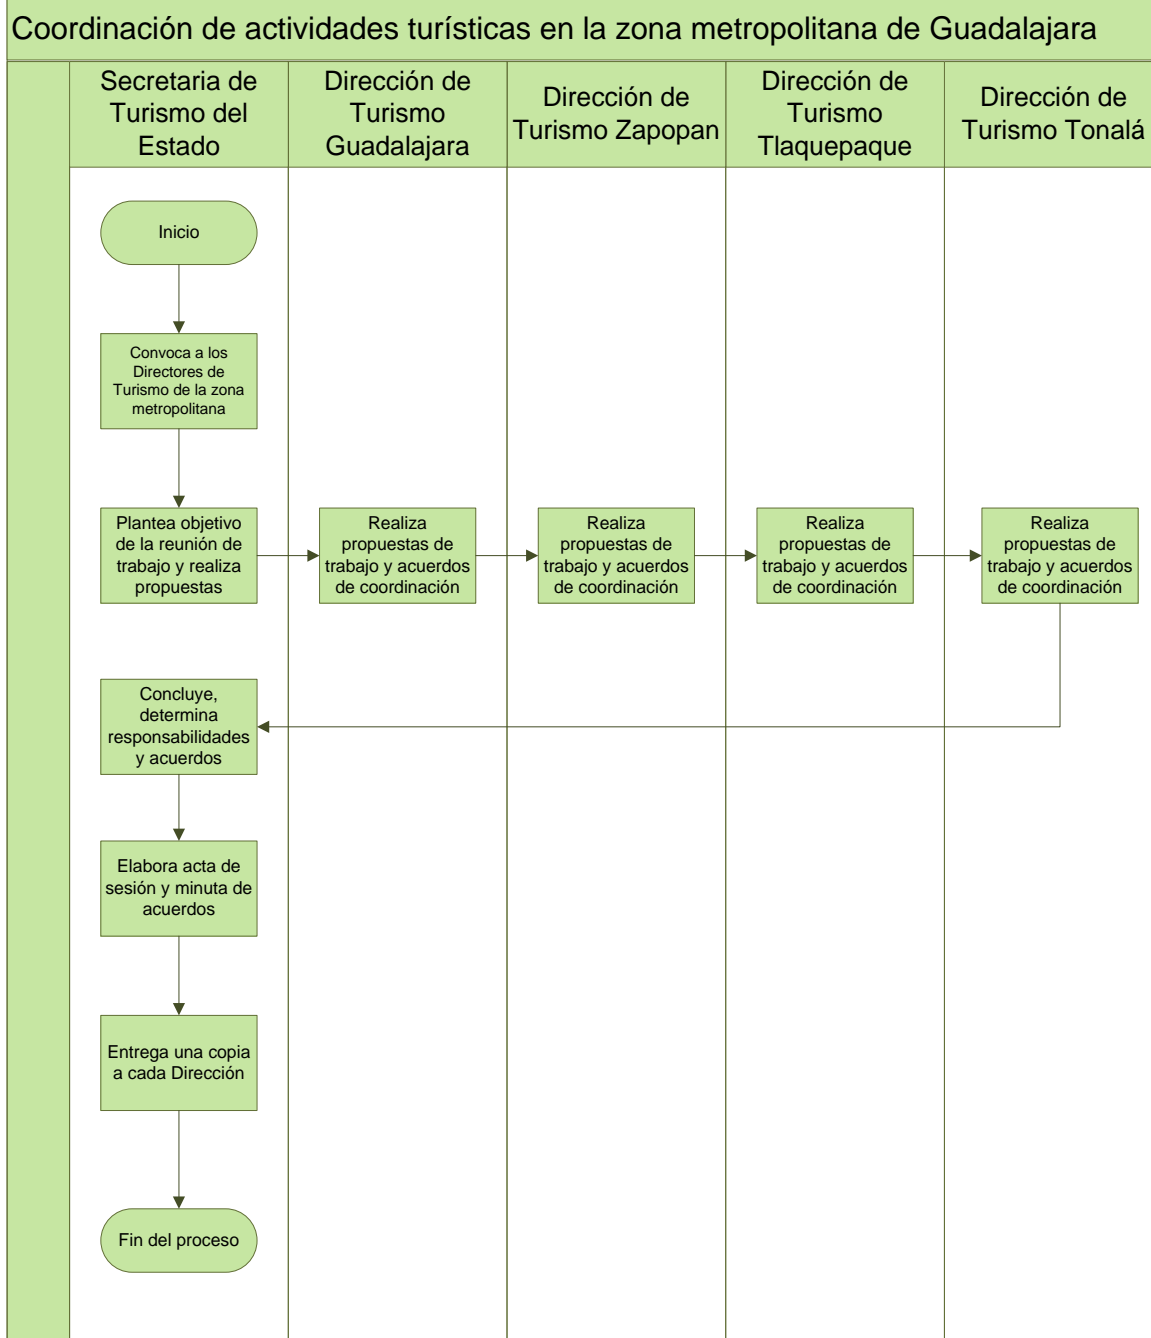 Coordinación de actividades turísticas en la zona metropolitana de Guadalajara
Secretaria de
Turismo del
Estado
Dirección de
Turismo
Guadalajara
Dirección de
Turismo Zapopan
Dirección de
Turismo
Tlaquepaque
Dirección de
Turismo Tonalá
Inicio
Convoca a los
Directores de
Turismo de la zona
metropolitana
Plantea objetivo
de la reunión de
trabajo y realiza
propuestas
Realiza
propuestas de
trabajo y acuerdos
de coordinación
Realiza
propuestas de
trabajo y acuerdos
de coordinación
Realiza
propuestas de
trabajo y acuerdos
de coordinación
Realiza
propuestas de
trabajo y acuerdos
de coordinación
Concluye,
determina
responsabilidades
y acuerdos
Elabora acta de
sesión y minuta de
acuerdos
Entrega una copia
a cada Dirección
Fin del proceso